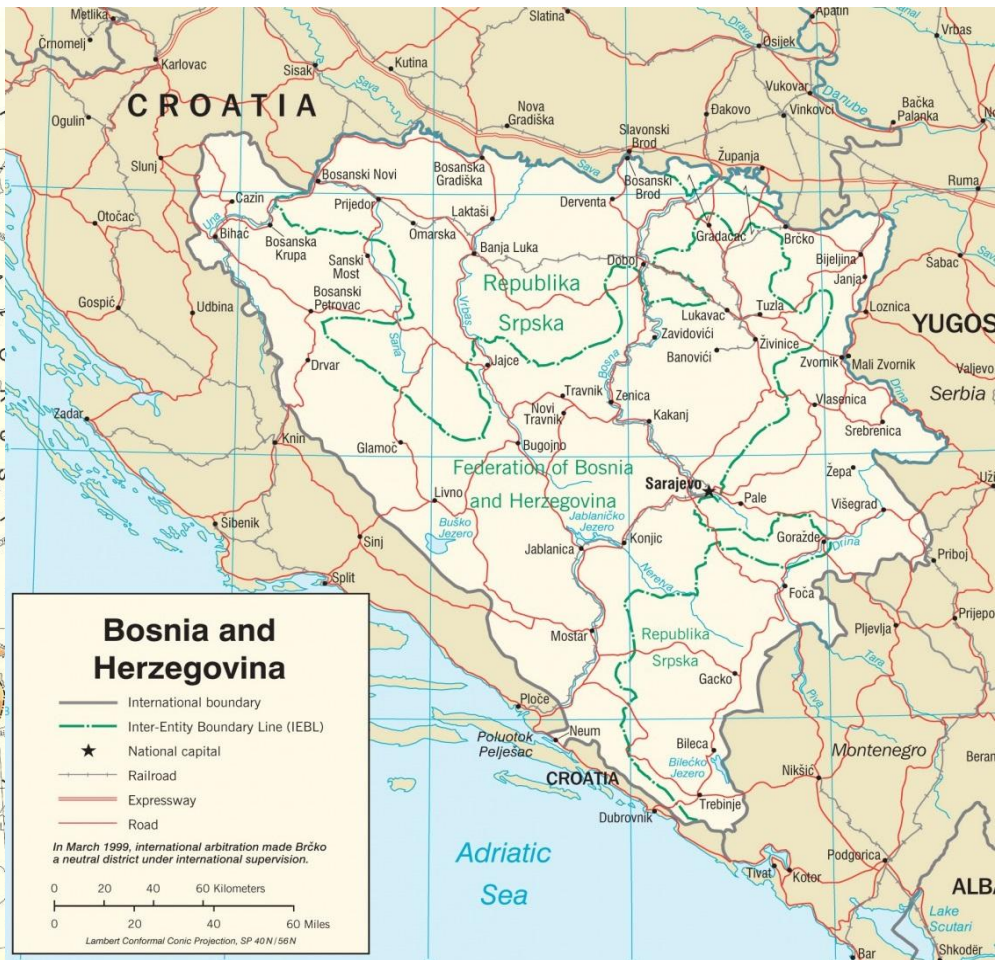 Metlika
Črnomelj
Karlovac
Sisak
Kutina
Slatina
Drava
Osijek
Apatin
Vrbas
CROATIA
Sava
Ogulin
Nova
Gradiška
Đakovo
Vukovar
Vinkovci
Danube
Bačka
Palanka
Slunj
Slavonski
Brod
Županja
Bosanski Novi
Bosanska
Gradiška
Sava
Bosanski
Brod
Ruma
Cazin
Otočac
Una
Bihać
Bosanska
Krupa
Prijedor
Omarska
Laktaši
Derventa
Gradačac
Brčko
Sanski
Most
Banja Luka
Doboj
Bijeljina
Janja
Šabac
Sava
Gospić
Udbina
Bosanski
Petrovac
Vrbas
Republika
Srpska
Lukavac
Tuzla
Loznica
YUGOS
Zavidovići
Banovići
Živinice
Sana
Drvar
Jajce
Bosna
Zvornik
Mali Zvornik
Valjevo
Serbia
Drina
Zadar
Travnik
Novi
Travnik
Zenica
Kakanj
Vlasenica
Srebrenica
Knin
Glamoč
Bugojno
Federation of Bosnia
and Herzegovina
Sarajevo
Žepa
Pale
Višegrad
Livno
Buško
Jezero
Jablaničko
Jezero
Šibenik
Sinj
Jablanica
Konjic
Goražde
Drina
Priboj
Split
Neretva
Foča
Prijepo
Pljevlja
Mostar
Republika
Srpska
Tara
Gacko
Piva
Ploče
Neum
Poluotok
Pelješac
Bileca
Bilećko
Jezero
Montenegro
Beran
Nikšić
CROATIA
Trebinje
Dubrovnik
Adriatic
Sea
Podgorica
Tivat
Kotor
ALBA
Lake
Scutari
Bar
Shkodër
Bosnia and
Herzegovina
International boundary
Inter-Entity Boundary Line (IEBL)
National capital
Railroad
Expressway
Road
In March 1999, international arbitration made Brčko
a neutral district under international supervision.
0 20 40 60 Kilometers
0 20 40 60 Miles
Lambert Conformal Conic Projection, SP 40N/56N